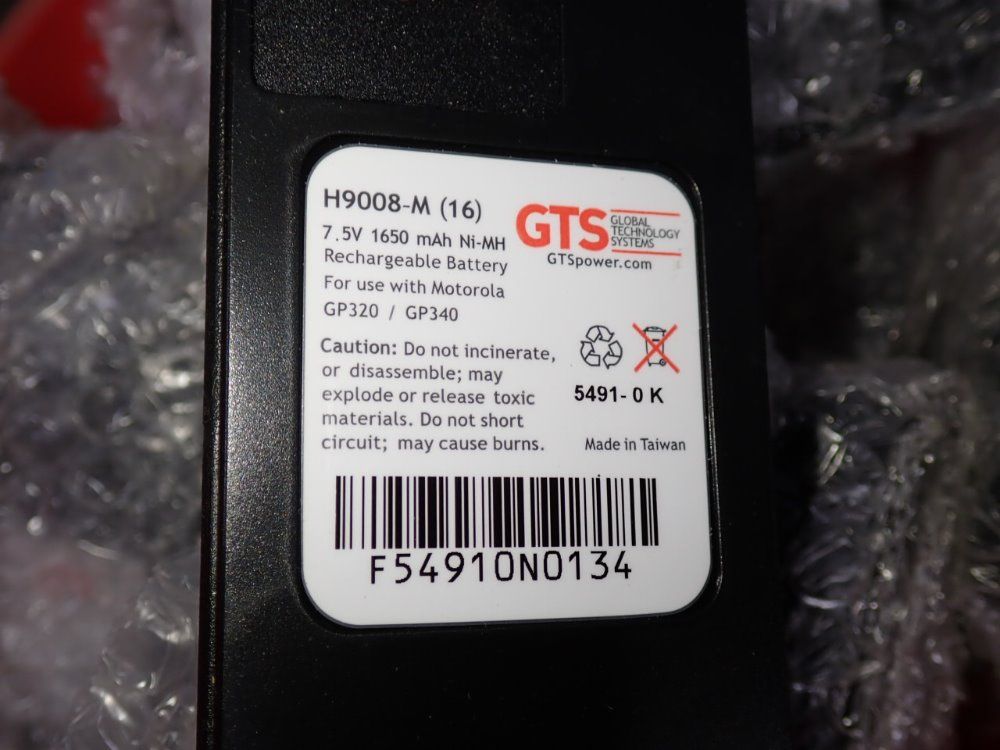 H9008-M (16)
7.5V 1650 mAh Ni-MH
Rechargeable Battery
For use with Motorola
GP320 / GP340
GTS GLOBAL
TECHNOLOGY
SYSTEMS
GTSpower.com
Caution: Do not incinerate,
or disassemble; may
explode or release toxic
materials. Do not short
circuit; may cause burns.
5491- 0 K
Made in Taiwan
F54910N0134